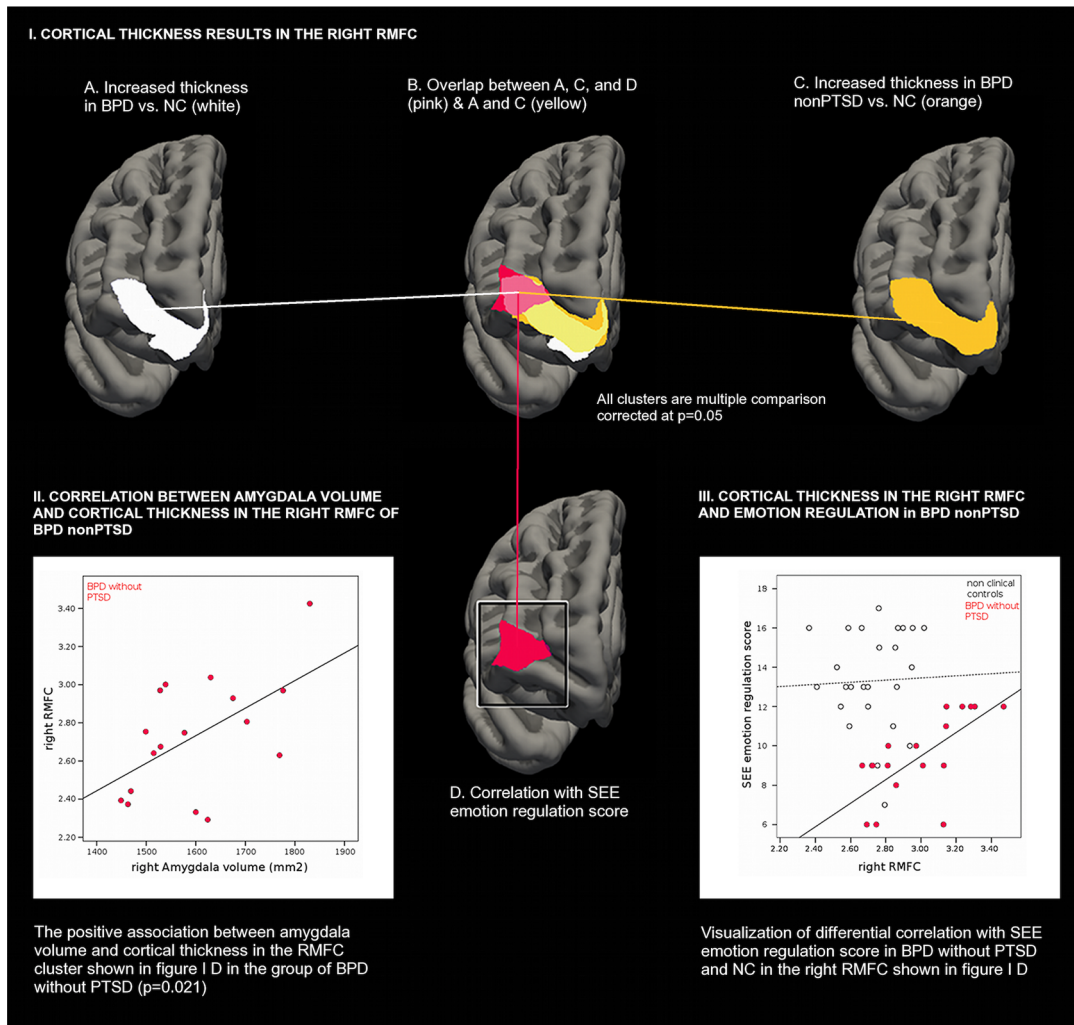 I. CORTICAL THICKNESS RESULTS IN THE RIGHT RMFC
A. Increased thickness
in BPD vs. NC (white)
B. Overlap between A, C, and D
(pink) & A and C (yellow)
C. Increased thickness in BPD
nonPTSD vs. NC (orange)
All clusters are multiple comparison
corrected at p=0.05
II. CORRELATION BETWEEN AMYGDALA VOLUME
AND CORTICAL THICKNESS IN THE RIGHT RMFC OF
BPD nonPTSD
BPD without
PTSD
3.40
3.20
3.00
2.80
2.60
2.40
2.20
right RMFC
1400 1500 1600 1700 1800 1900
right Amygdala volume (mm2)
The positive association between amygdala
volume and cortical thickness in the RMFC
cluster shown in figure I D in the group of BPD
without PTSD (p=0.021)
D. Correlation with SEE
emotion regulation score
III. CORTICAL THICKNESS IN THE RIGHT RMFC
AND EMOTION REGULATION in BPD nonPTSD
non clinical
controls
BPD without
PTSD
18
16
14
12
10
8
6
SEE emotion regulation score
2.20 2.40 2.60 2.80 3.00 3.20 3.40
right RMFC
Visualization of differential correlation with SEE
emotion regulation score in BPD without PTSD
and NC in the right RMFC shown in figure I D